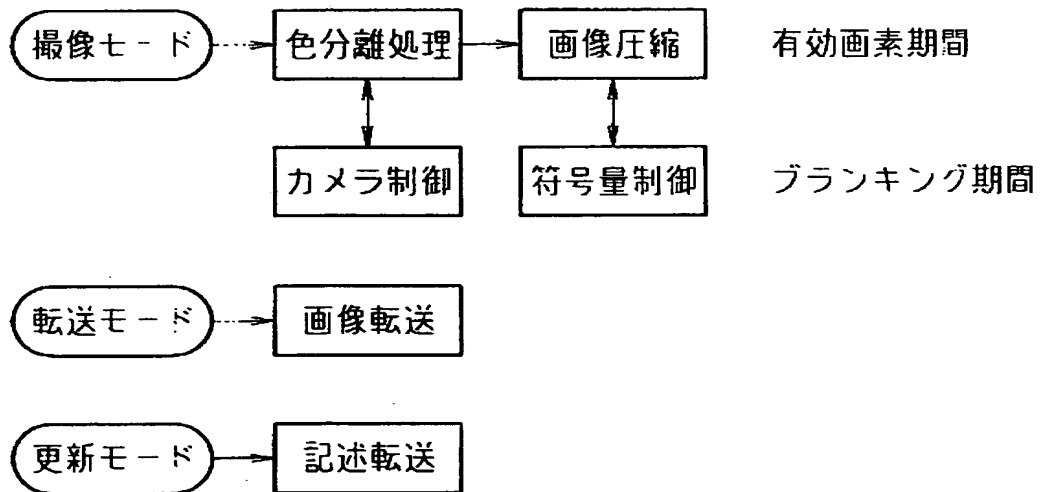 撮像モード 色分離処理 画像圧縮 有効画素期間
カメラ制御 符号量制御 ブランキング期間
転送モード 画像転送
更新モード 記述転送